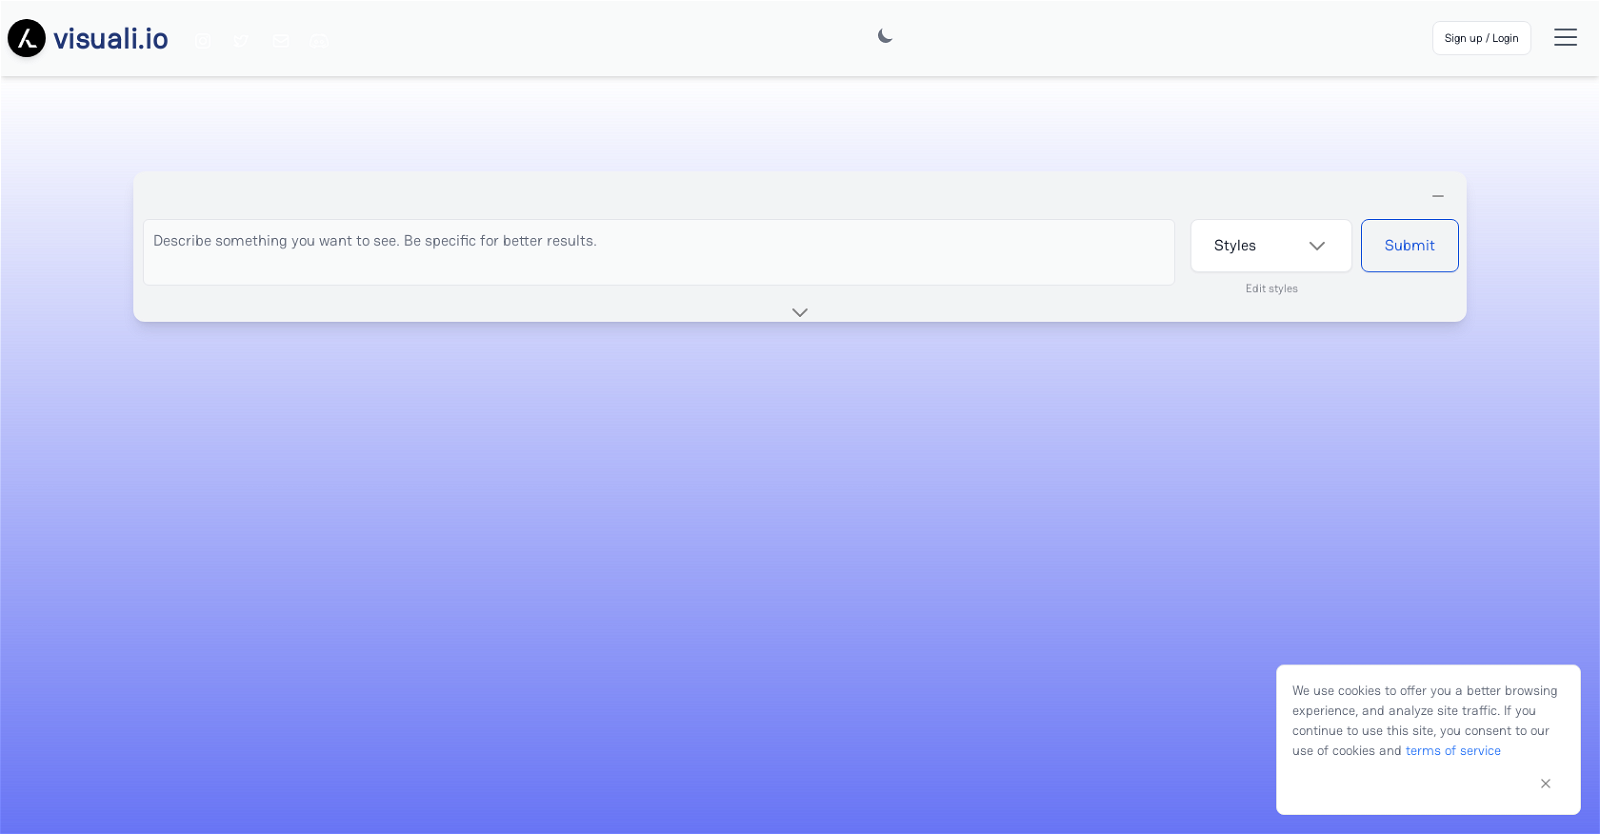 visuali.io
Sign up / Login
Describe something you want to see. Be specific for better results.
Styles
Submit
Edit styles
We use cookies to offer you a better browsing
experience, and analyze site traffic. If you
continue to use this site, you consent to our
use of cookies and terms of service